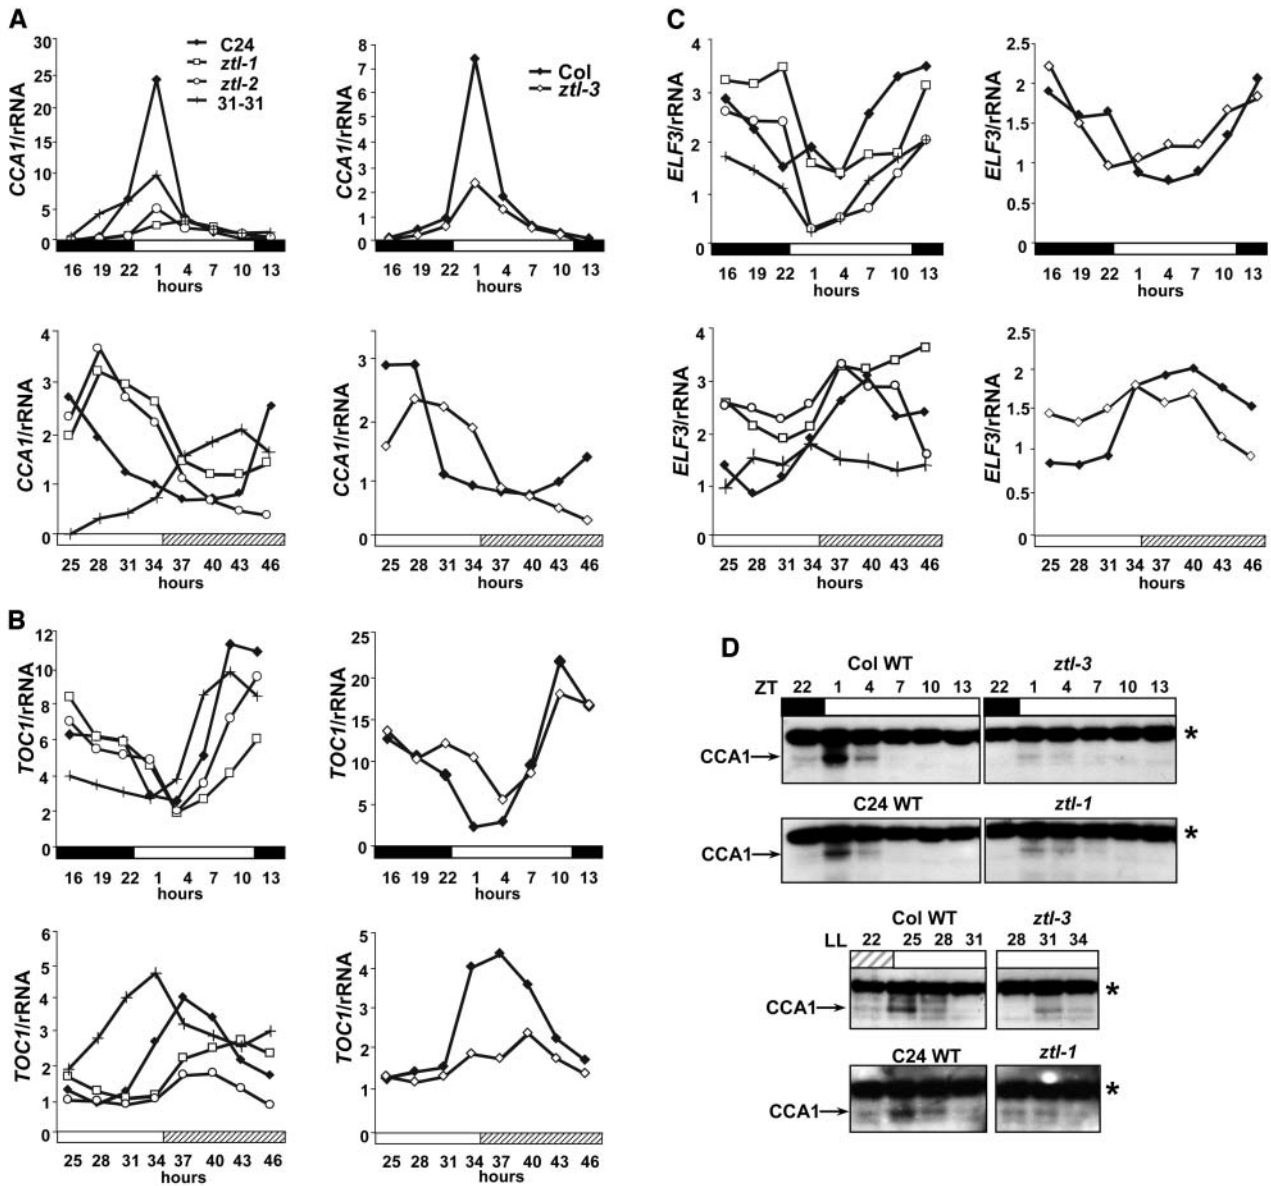 A
CCA1/rRNA
30
25
20
15
10
5
0
C24
ztl-1
ztl-2
31-31
16 19 22 1 4 7 10 13
hours
CCA1/rRNA
8
7
6
5
4
3
2
1
0
Col
ztl-3
16 19 22 1 4 7 10 13
hours
CCA1/rRNA
4
3
2
1
0
25 28 31 34 37 40 43 46
hours
CCA1/rRNA
3
2
1
0
25 28 31 34 37 40 43 46
hours
B
TOC1/rRNA
12
10
8
6
4
2
0
16 19 22 1 4 7 10 13
hours
TOC1/rRNA
25
20
15
10
5
0
16 19 22 1 4 7 10 13
hours
TOC1/rRNA
6
5
4
3
2
1
0
25 28 31 34 37 40 43 46
hours
TOC1/rRNA
5
4
3
2
1
0
25 28 31 34 37 40 43 46
hours
C
ELF3/rRNA
4
3
2
1
0
16 19 22 1 4 7 10 13
hours
ELF3/rRNA
2.5
2
1.5
1
0.5
0
16 19 22 1 4 7 10 13
hours
ELF3/rRNA
4
3
2
1
0
25 28 31 34 37 40 43 46
hours
ELF3/rRNA
2.5
2
1.5
1
0.5
0
25 28 31 34 37 40 43 46
hours
D
Col WT ztl-3
ZT 22 1 4 7 10 13 22 1 4 7 10 13
*
CCA1
C24 WT ztl-1
*
CCA1
Col WT ztl-3
LL 22 25 28 31 28 31 34
*
CCA1
C24 WT ztl-1
*
CCA1